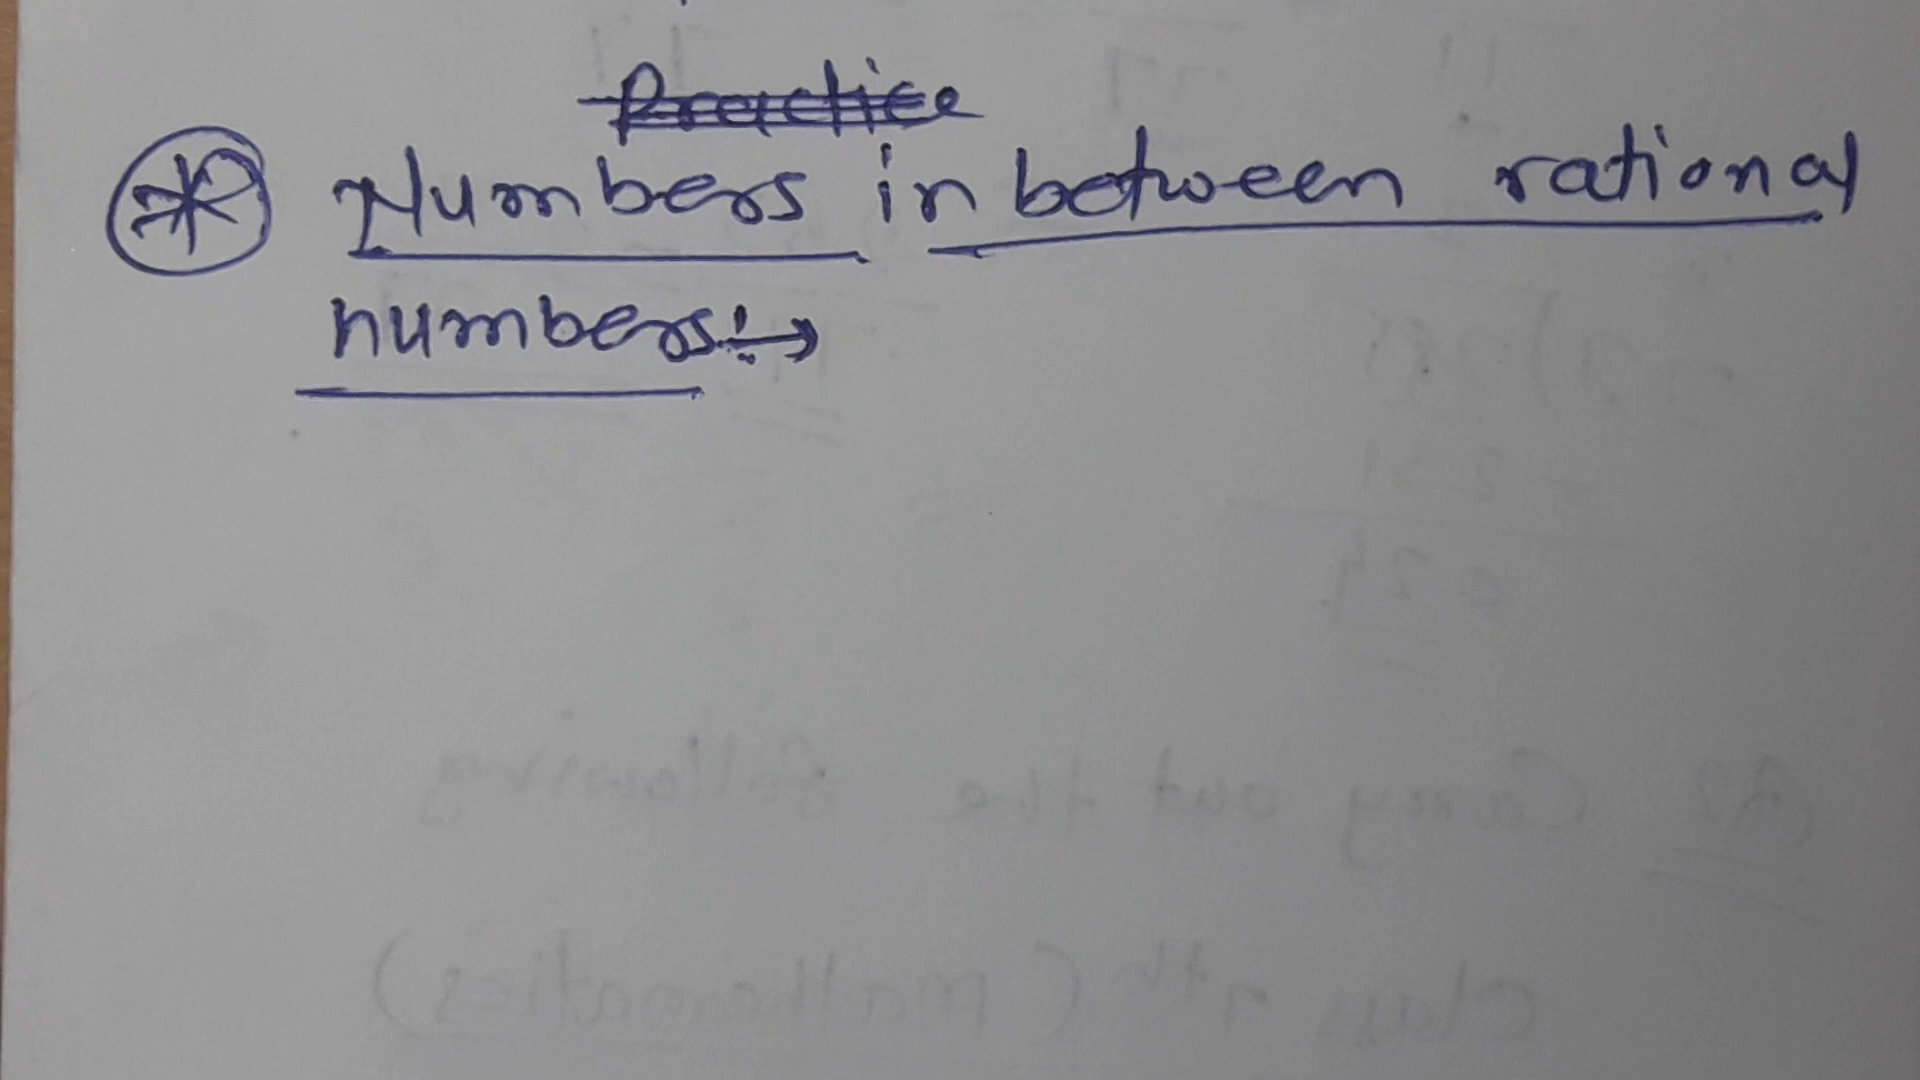 Practice
Numbers in between rational
numbers:→